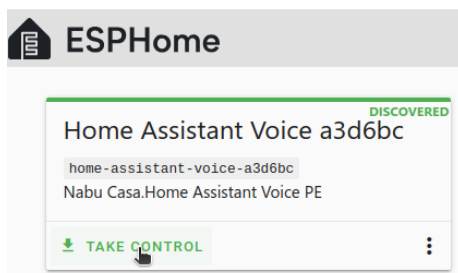 ESPHome
DISCOVERED
Home Assistant Voice a3d6bc
home-assistant-voice-a3d6bc
Nabu Casa.Home Assistant Voice PE
TAKE CONTROL